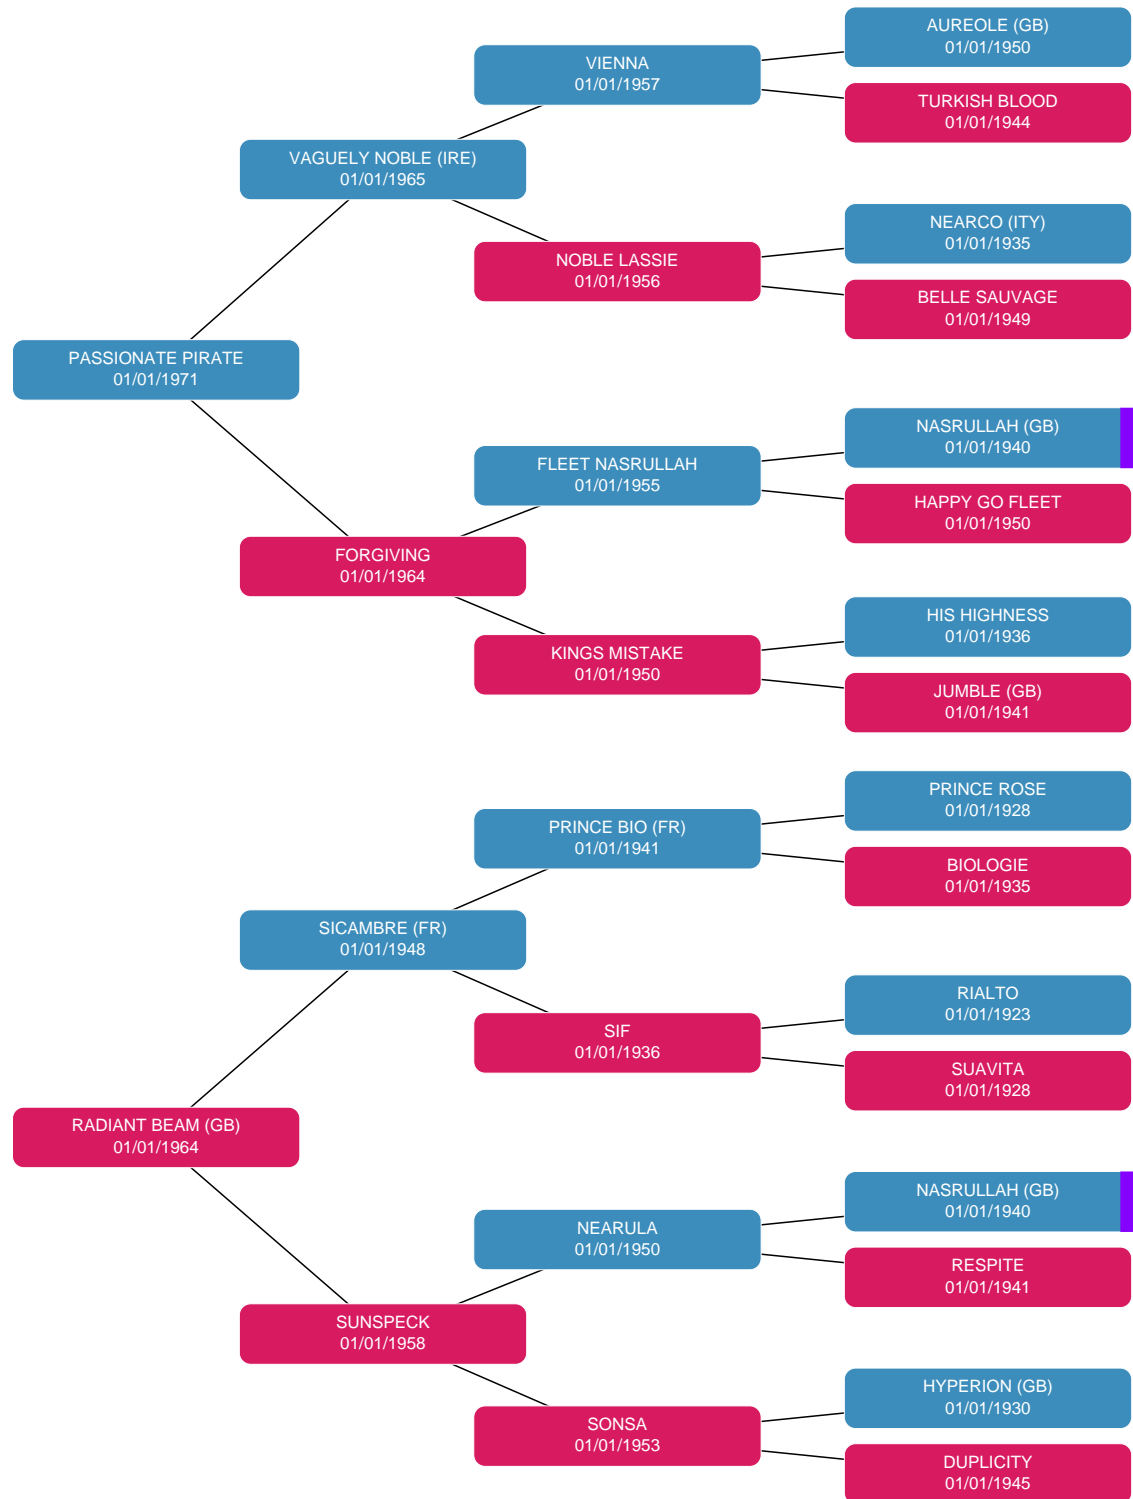 AUREOLE (GB)
01/01/1950
VIENNA
01/01/1957
TURKISH BLOOD
01/01/1944
VAGUELY NOBLE (IRE)
01/01/1965
NEARCO (ITY)
01/01/1935
NOBLE LASSIE
01/01/1956
BELLE SAUVAGE
01/01/1949
PASSIONATE PIRATE
01/01/1971
NASRULLAH (GB)
01/01/1940
FLEET NASRULLAH
01/01/1955
HAPPY GO FLEET
01/01/1950
FORGIVING
01/01/1964
HIS HIGHNESS
01/01/1936
KINGS MISTAKE
01/01/1950
JUMBLE (GB)
01/01/1941
PRINCE ROSE
01/01/1928
PRINCE BIO (FR)
01/01/1941
BIOLOGIE
01/01/1935
SICAMBRE (FR)
01/01/1948
RIALTO
01/01/1923
SIF
01/01/1936
SUAVITA
01/01/1928
RADIANT BEAM (GB)
01/01/1964
NASRULLAH (GB)
01/01/1940
NEARULA
01/01/1950
RESPITE
01/01/1941
SUNSPECK
01/01/1958
HYPERION (GB)
01/01/1930
SONSA
01/01/1953
DUPLICITY
01/01/1945